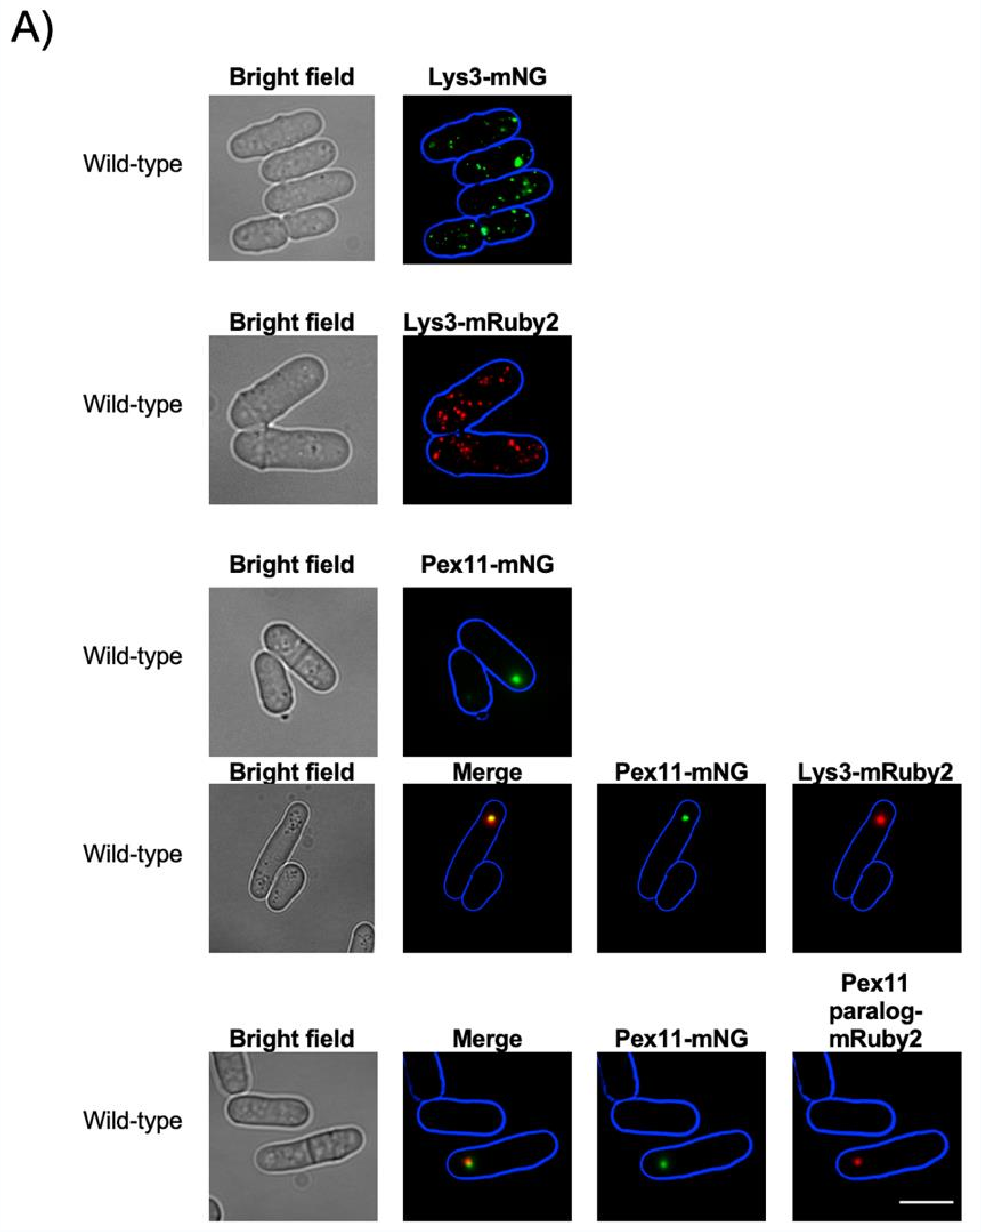 A)
Bright field Lys3-mNG
Wild-type
Bright field Lys3-mRuby2
Wild-type
Bright field Pex11-mNG
Wild-type
Bright field Merge Pex11-mNG Lys3-mRuby2
Wild-type
Pex11
paralog-
Bright field Merge Pex11-mNG mRuby2
Wild-type